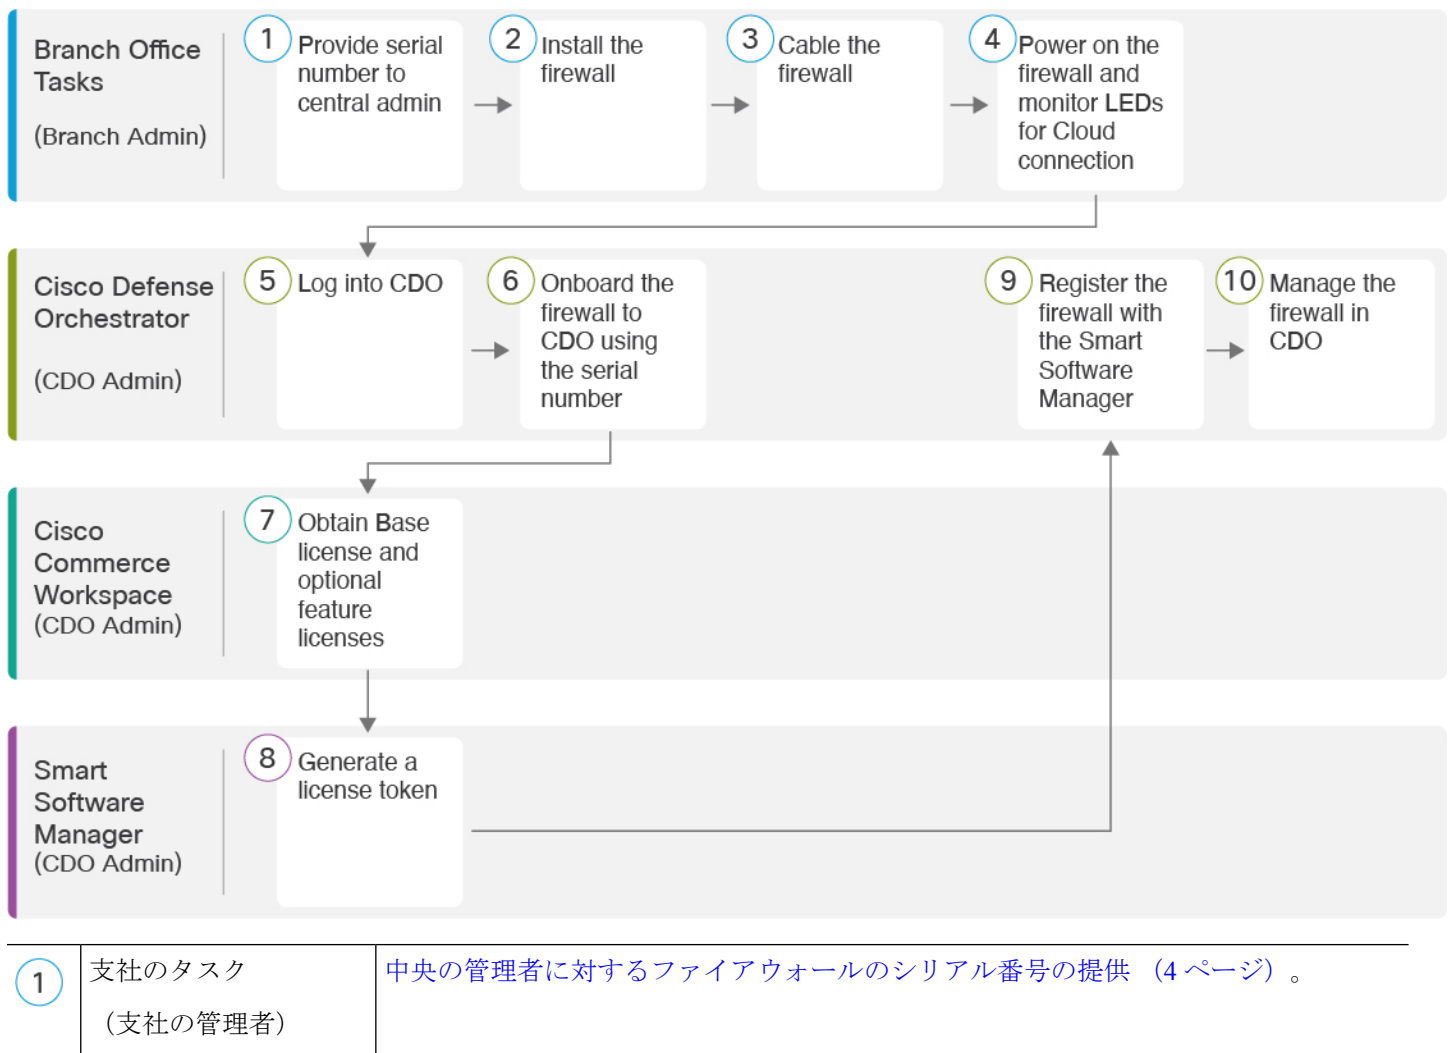 Branch Office
Tasks
(Branch Admin)
1
Provide serial
number to
central admin
2
Install the
firewall
3
Cable the
firewall
4
Power on the
firewall and
monitor LEDs
for Cloud
connection
Cisco Defense
Orchestrator
(CDO Admin)
5
Log into CDO
6
Onboard the
firewall to
CDO using
the serial
number
9
Register the
firewall with
the Smart
Software
Manager
10
Manage the
firewall in
CDO
Cisco
Commerce
Workspace
(CDO Admin)
7
Obtain Base
license and
optional
feature
licenses
Smart
Software
Manager
(CDO Admin)
8
Generate a
license token
1
支社のタスク
（支社の管理者）
中央の管理者に対するファイアウォールのシリアル番号の提供 （4 ページ）。